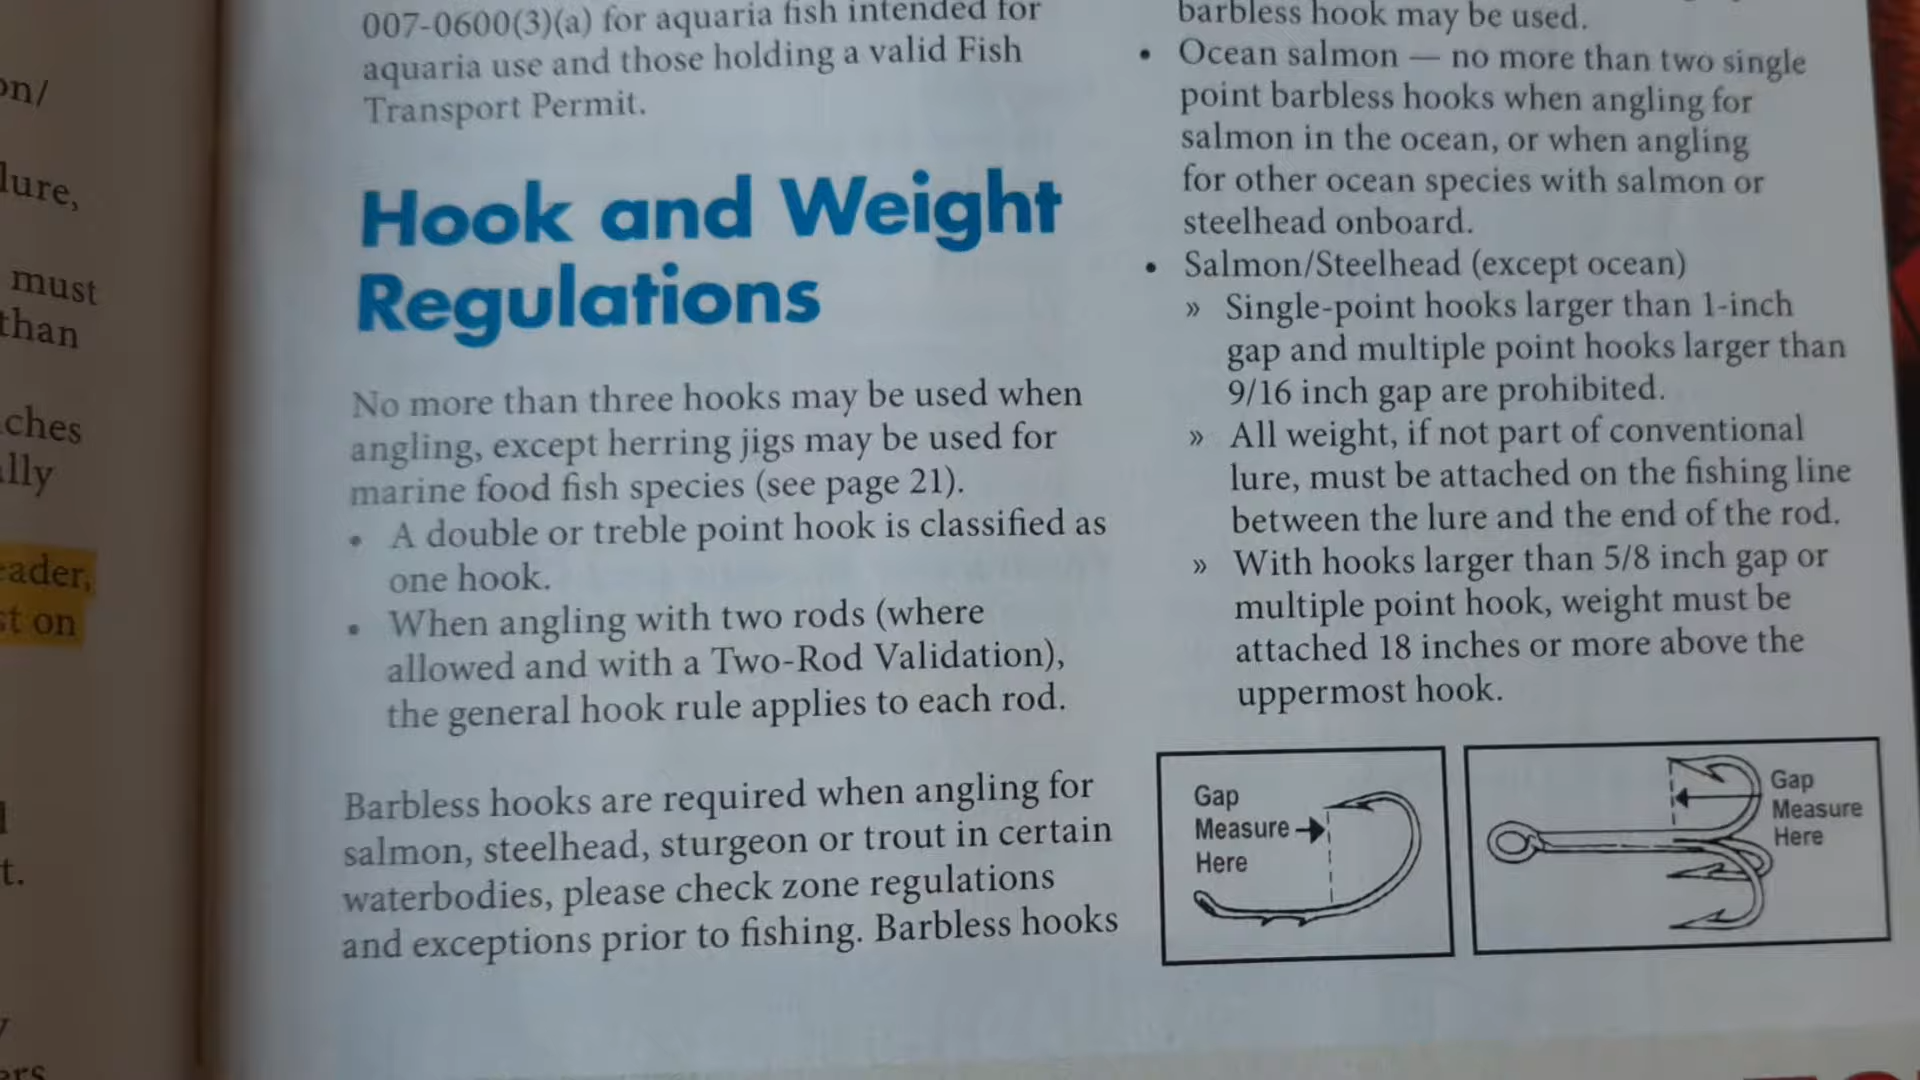 on/
lure,
must
than
ches
lly
eader,
st on
t.
ers
007-0600(3)(a) for aquaria fish intended for
aquaria use and those holding a valid Fish
Transport Permit.
Hook and Weight
Regulations
No more than three hooks may be used when
angling, except herring jigs may be used for
marine food fish species (see page 21).
• A double or treble point hook is classified as
one hook.
• When angling with two rods (where
allowed and with a Two-Rod Validation),
the general hook rule applies to each rod.
Barbless hooks are required when angling for
salmon, steelhead, sturgeon or trout in certain
waterbodies, please check zone regulations
and exceptions prior to fishing. Barbless hooks
barbless hook may be used.
• Ocean salmon — no more than two single
point barbless hooks when angling for
salmon in the ocean, or when angling
for other ocean species with salmon or
steelhead onboard.
• Salmon/Steelhead (except ocean)
» Single-point hooks larger than 1-inch
gap and multiple point hooks larger than
9/16 inch gap are prohibited.
» All weight, if not part of conventional
lure, must be attached on the fishing line
between the lure and the end of the rod.
» With hooks larger than 5/8 inch gap or
multiple point hook, weight must be
attached 18 inches or more above the
uppermost hook.
Gap
Measure
Here
Gap
Measure
Here